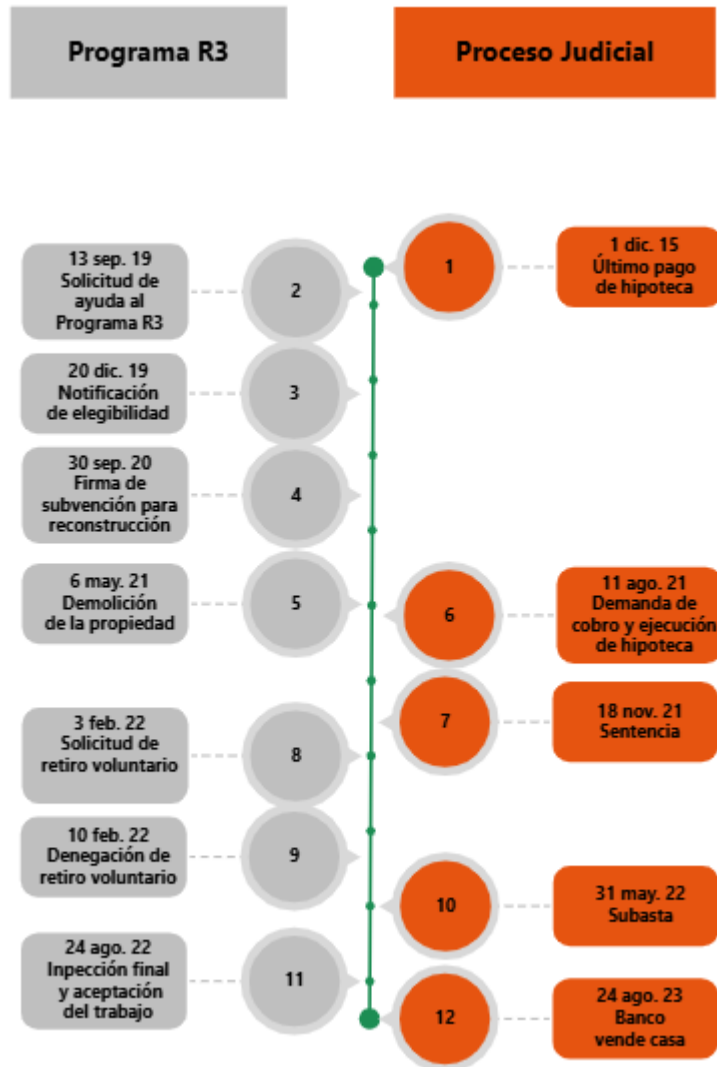 Programa R3
Proceso Judicial
1
1 dic. 15
Último pago
de hipoteca
13 sep. 19
Solicitud de
ayuda al
Programa R3
2
20 dic. 19
Notificación
de elegibilidad
3
30 sep. 20
Firma de
subvención para
reconstrucción
4
6 may. 21
Demolición
de la propiedad
5
6
11 ago. 21
Demanda de
cobro y ejecución
de hipoteca
7
18 nov. 21
Sentencia
3 feb. 22
Solicitud de
retiro voluntario
8
10 feb. 22
Denegación de
retiro voluntario
9
10
31 may. 22
Subasta
24 ago. 22
Inpección final
y aceptación
del trabajo
11
12
24 ago. 23
Banco
vende casa